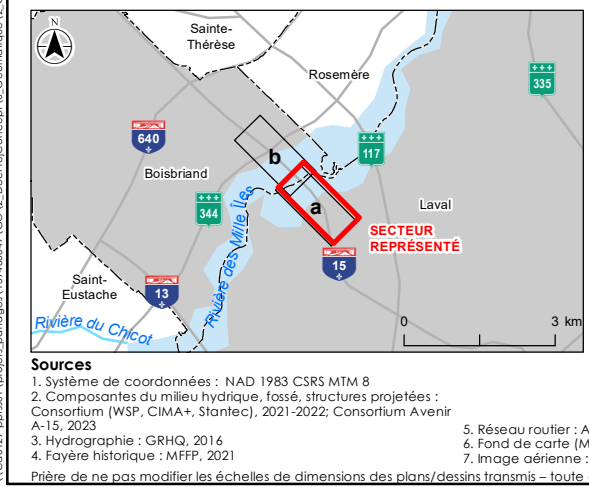 N
Sainte-
Thérèse
Rosemère
335
640
117
b
Boisbriand
344
a
Laval
SECTEUR
REPRÉSENTÉ
15
Rivière des Mille Îles
Saint-
Eustache
13
Rivière du Chicot
0 3 km
Sources
1. Système de coordonnées : NAD 1983 CSRS MTM 8
2. Composantes du milieu hydrique, fossé, structures projetées :
Consortium (WSP, CIMA+, Stantec), 2021-2022; Consortium Avenir
A-15, 2023
3. Hydrographie : GRHQ, 2016
4. Fayère historique : MFFP, 2021
5. Réseau routier : A
6. Fond de carte (M
7. Image aérienne :
Prière de ne pas modifier les échelles de dimensions des plans/dessins transmis – toute